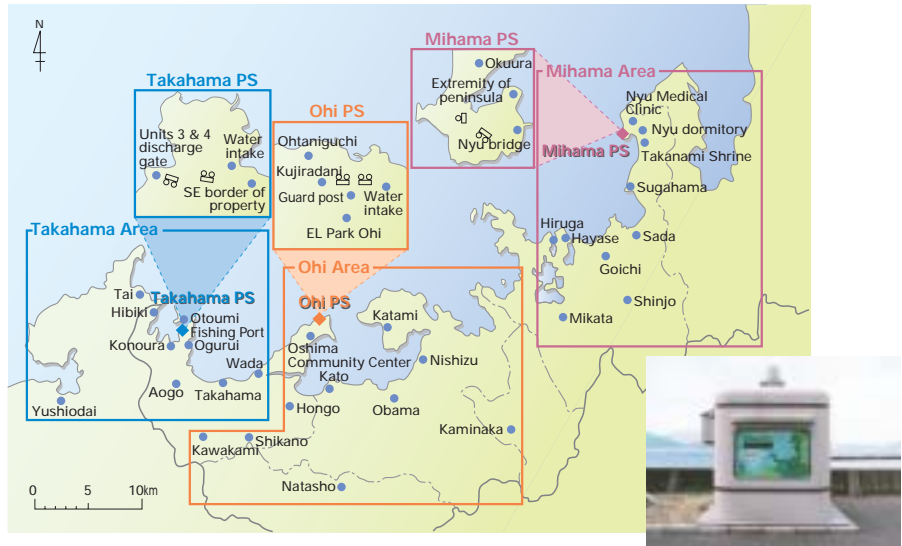 N
Mihama PS
Okuura
Extremity of
peninsula
Nyu bridge
Mihama Area
Nyu Medical
Clinic
Nyu dormitory
Mihama PS
Takanami Shrine
Sugahama
Hiruga
Hayase
Sada
Goichi
Shinjo
Mikata
Takahama PS
Units 3 & 4
discharge
gate
Water
intake
SE border of
property
Ohi PS
Ohtaniguchi
Kujiradani
Guard post
Water
intake
EL Park Ohi
Takahama Area
Tai
Takahama PS
Hibiki
Otoumi
Fishing Port
Konoura
Ogurui
Wada
Aogo
Takahama
Yushiodai
Ohi Area
Ohi PS
Katami
Oshima
Community Center
Nishizu
Kato
Hongo
Obama
Kaminaka
Kawakami
Shikano
Natasho
0 5 10km